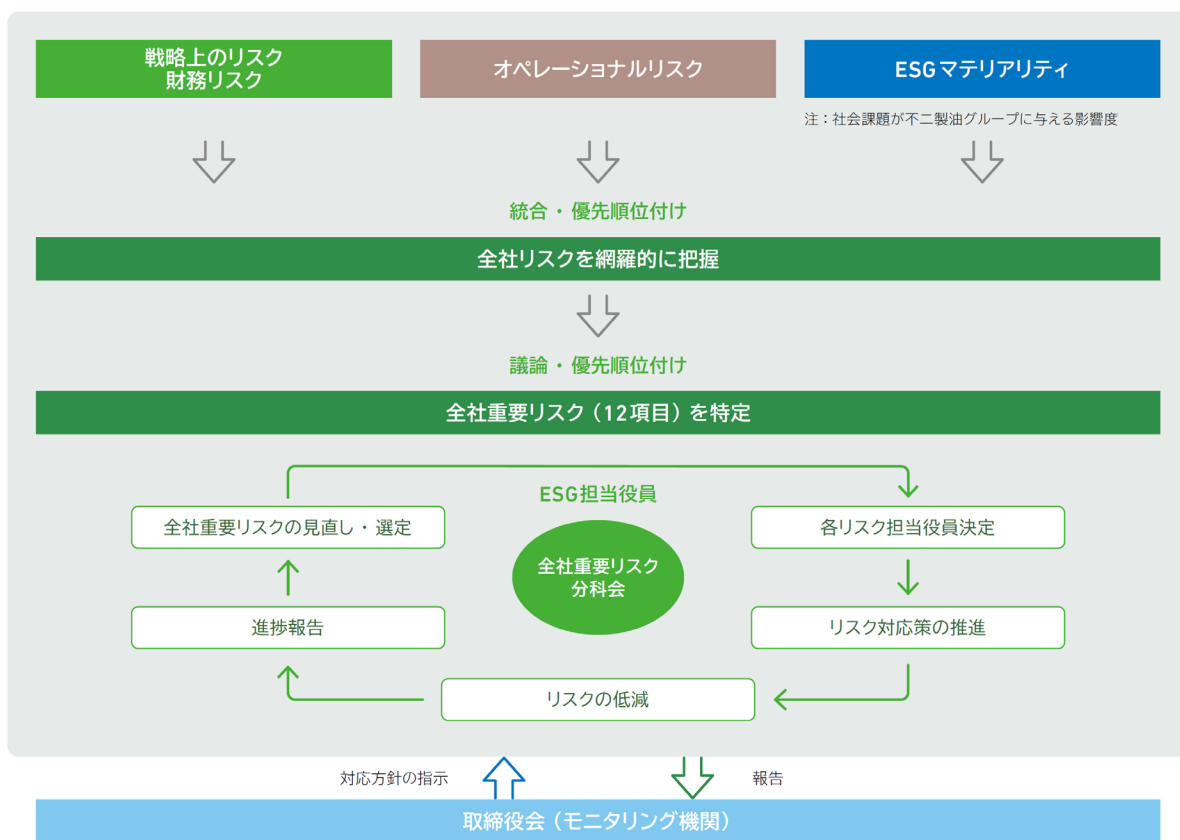 戦略上のリスク
財務リスク
オペレーショナルリスク
ESGマテリアリティ
注：社会課題が不二製油グループに与える影響度
統合・優先順位付け
全社リスクを網羅的に把握
議論・優先順位付け
全社重要リスク（12項目）を特定
ESG担当役員
全社重要リスクの見直し・選定
各リスク担当役員決定
全社重要リスク
分科会
進捗報告
リスク対応策の推進
リスクの低減
対応方針の指示
報告
取締役会（モニタリング機関）